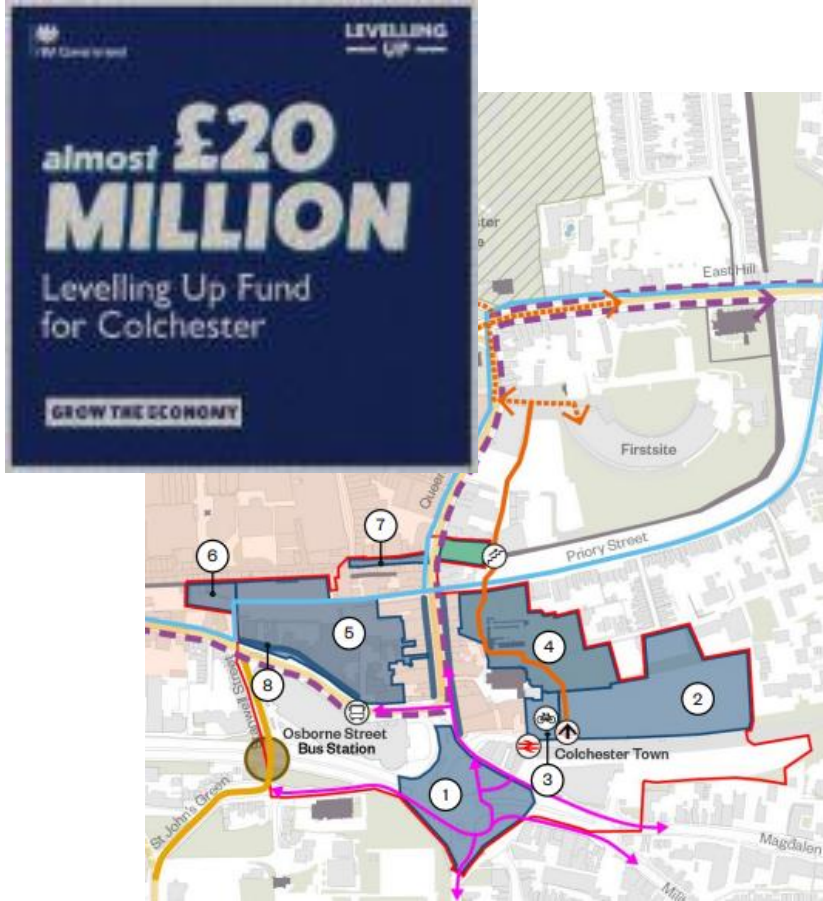 HM Government
LEVELLING
UP
almost £20
MILLION
Levelling Up Fund
for Colchester
GROW THE ECONOMY
East Hill
Firstsite
Priory Street
7
6
5
4
2
8
Osborne Street
Bus Station
Colchester Town
3
1
St John's Green
Magdalen